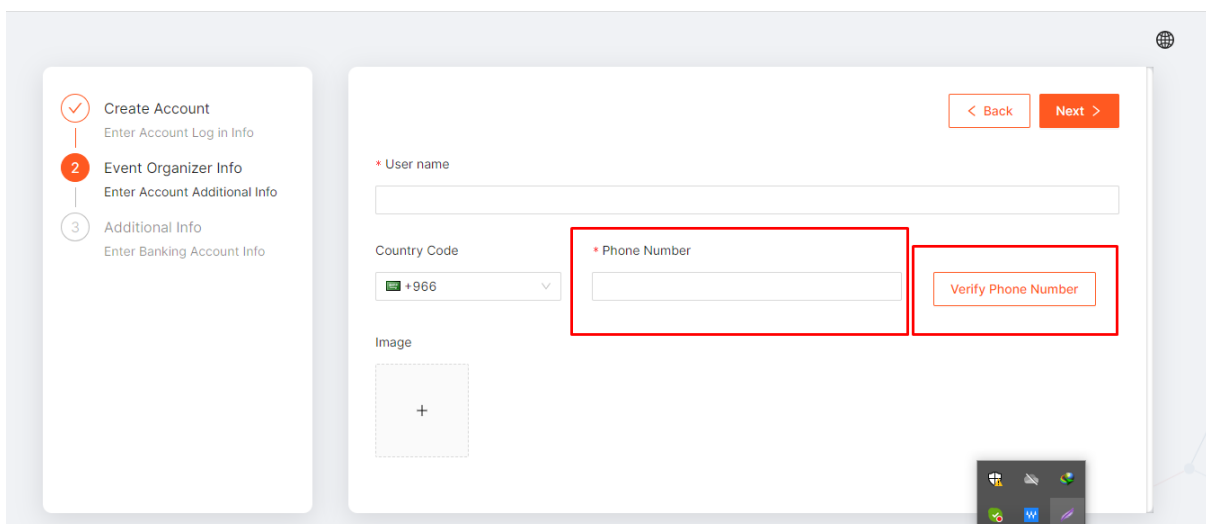 Create Account
Enter Account Log in Info
2
Event Organizer Info
Enter Account Additional Info
3
Additional Info
Enter Banking Account Info
< Back
Next >
* User name
Country Code
+966
* Phone Number
Verify Phone Number
Image
+